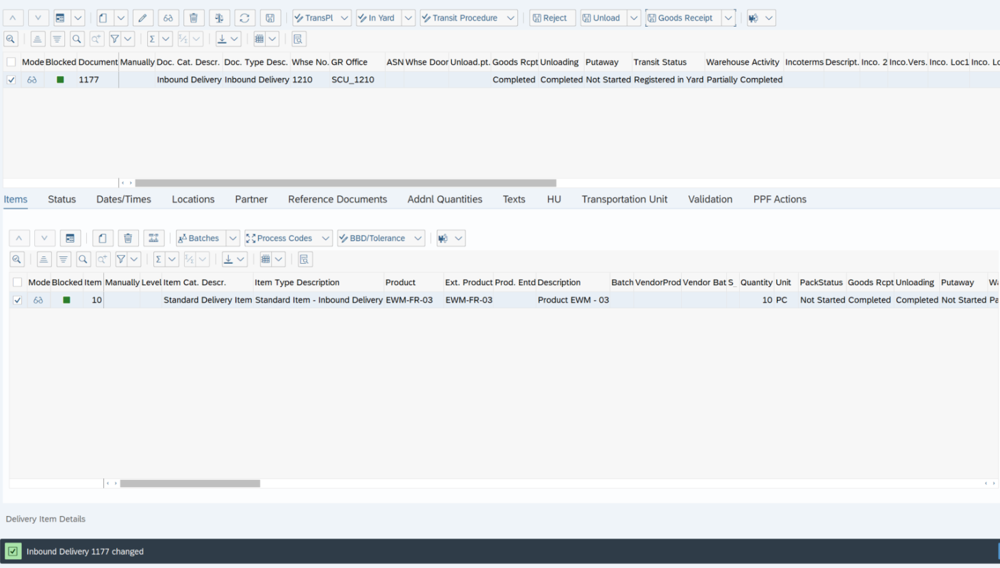 TransPl In Yard Transit Procedure Reject Unload Goods Receipt
Mode Blocked Document Manually Doc. Cat. Descr. Doc. Type Desc. Whse No. GR Office ASN Whse Door Unload.pt. Goods Rcpt Unloading Putaway Transit Status Warehouse Activity Incoterms Descript. Inco. 2 Inco.Vers. Inco. Loc1 Inco. Lo
1177 Inbound Delivery Inbound Delivery 1210 SCU_1210 Completed Completed Not Started Registered in Yard Partially Completed
Items Status Dates/Times Locations Partner Reference Documents Addnl Quantities Texts HU Transportation Unit Validation PPF Actions
Batches Process Codes BBD/Tolerance
Mode Blocked Item Manually Level Item Cat. Descr. Item Type Description Product Ext. Product Prod. Entd Description Batch VendorProd Vendor Bat S_ Quantity Unit PackStatus Goods Rcpt Unloading Putaway Wa
10 Standard Delivery Item Standard Item - Inbound Delivery EWM-FR-03 EWM-FR-03 Product EWM - 03 10 PC Not Started Completed Completed Not Started Pa
Delivery Item Details
Inbound Delivery 1177 changed